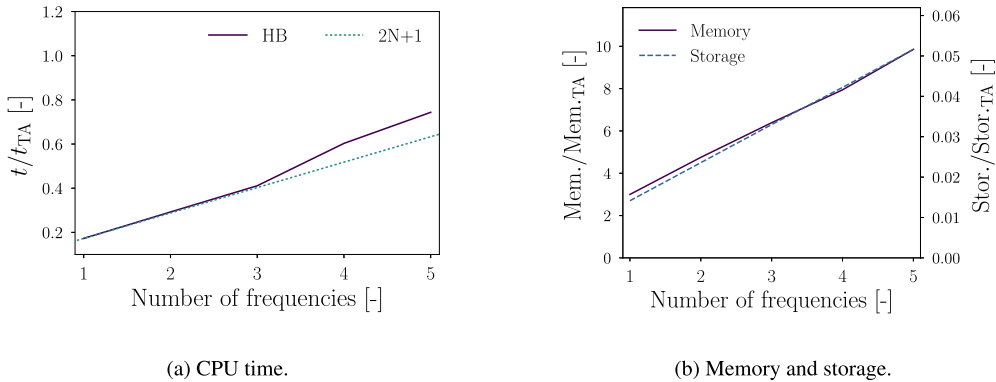 1.2
1.0
0.8
0.6
0.4
0.2
t/t_TA [-]
HB
2N+1
1 2 3 4 5
Number of frequencies [-]
(a) CPU time.
10
8
6
4
2
0
Mem./Mem._TA [-]
Memory
Storage
0.06
0.05
0.04
0.03
0.02
0.01
0.00
Stor./Stor._TA [-]
1 2 3 4 5
Number of frequencies [-]
(b) Memory and storage.